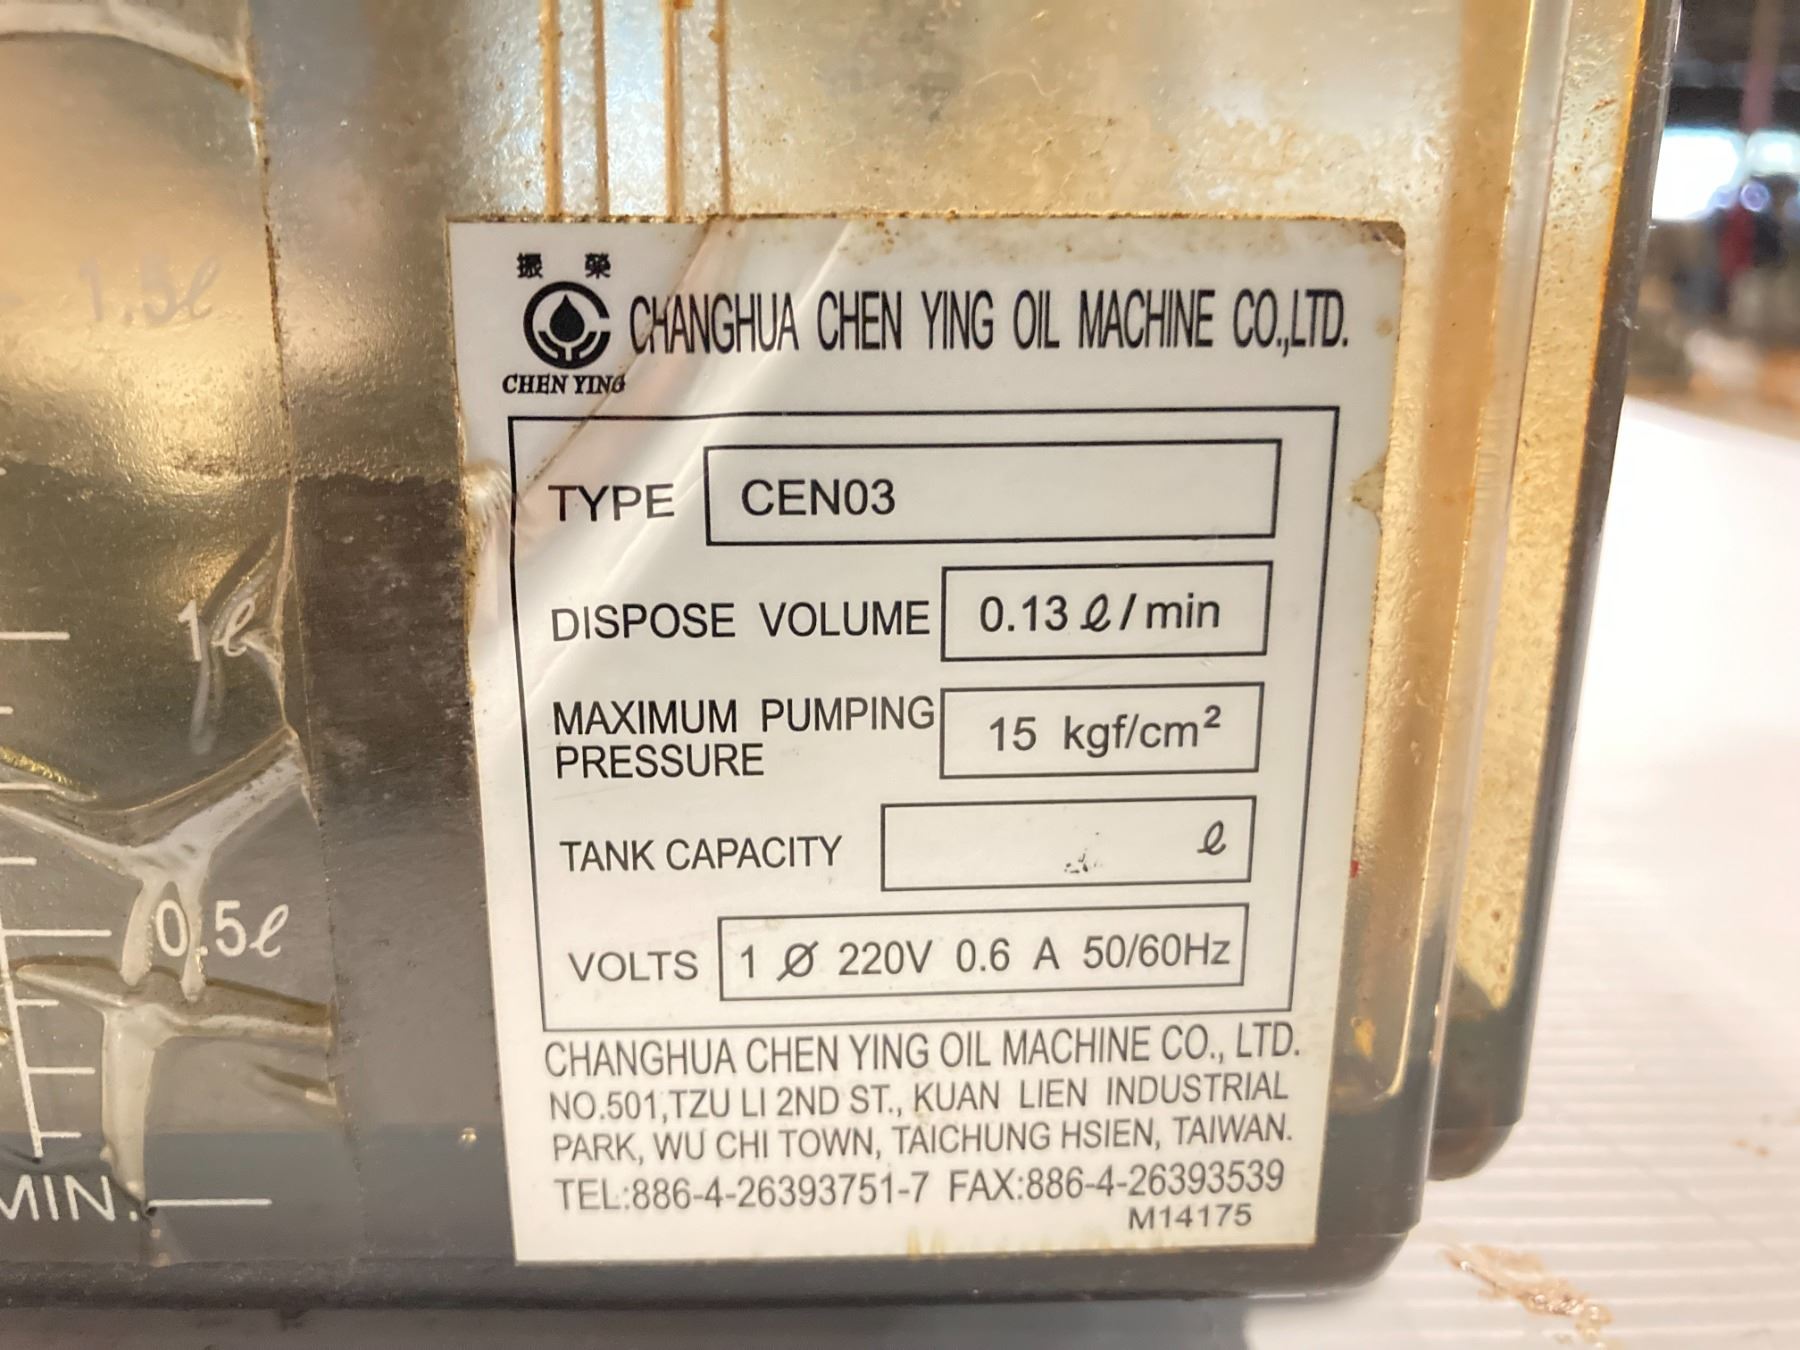 振 榮
CHANGHUA CHEN YING OIL MACHINE CO.,LTD.
CHEN YING
TYPE CEN03
DISPOSE VOLUME 0.13 ℓ/min
MAXIMUM PUMPING
PRESSURE 15 kgf/cm²
TANK CAPACITY ℓ
VOLTS 1 Ø 220V 0.6 A 50/60Hz
CHANGHUA CHEN YING OIL MACHINE CO., LTD.
NO.501,TZU LI 2ND ST., KUAN LIEN INDUSTRIAL
PARK, WU CHI TOWN, TAICHUNG HSIEN, TAIWAN.
TEL:886-4-26393751-7 FAX:886-4-26393539
M14175
1.5ℓ
1ℓ
0.5ℓ
MIN.